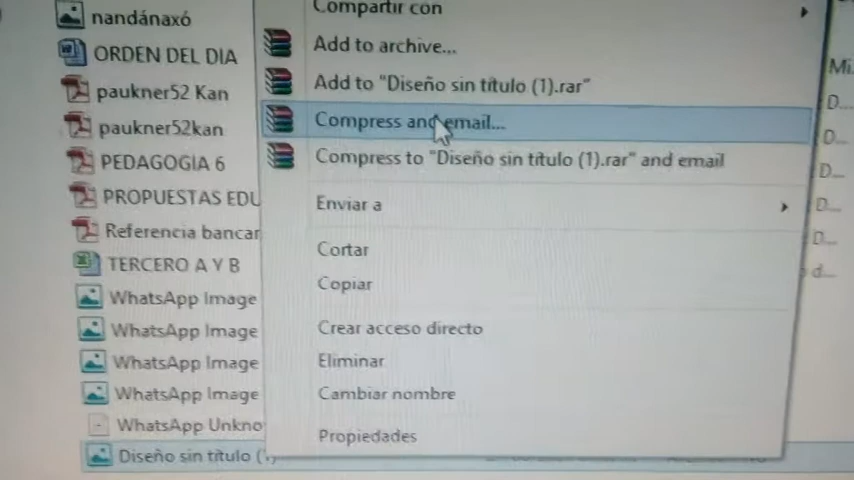 nandánaxó
ORDEN DEL DIA
paukner52 Kan
paukner52kan
PEDAGOGIA 6
PROPUESTAS EDU
Referencia bancar
TERCERO A Y B
WhatsApp Image
WhatsApp Image
WhatsApp Image
WhatsApp Image
WhatsApp Unkno
Diseño sin título (
Compartir con
Add to archive...
Add to "Diseño sin título (1).rar"
Compress and email...
Compress to "Diseño sin título (1).rar" and email
Enviar a
Cortar
Copiar
Crear acceso directo
Eliminar
Cambiar nombre
Propiedades
Mi
D...
D...
D...
D...
D...
d...